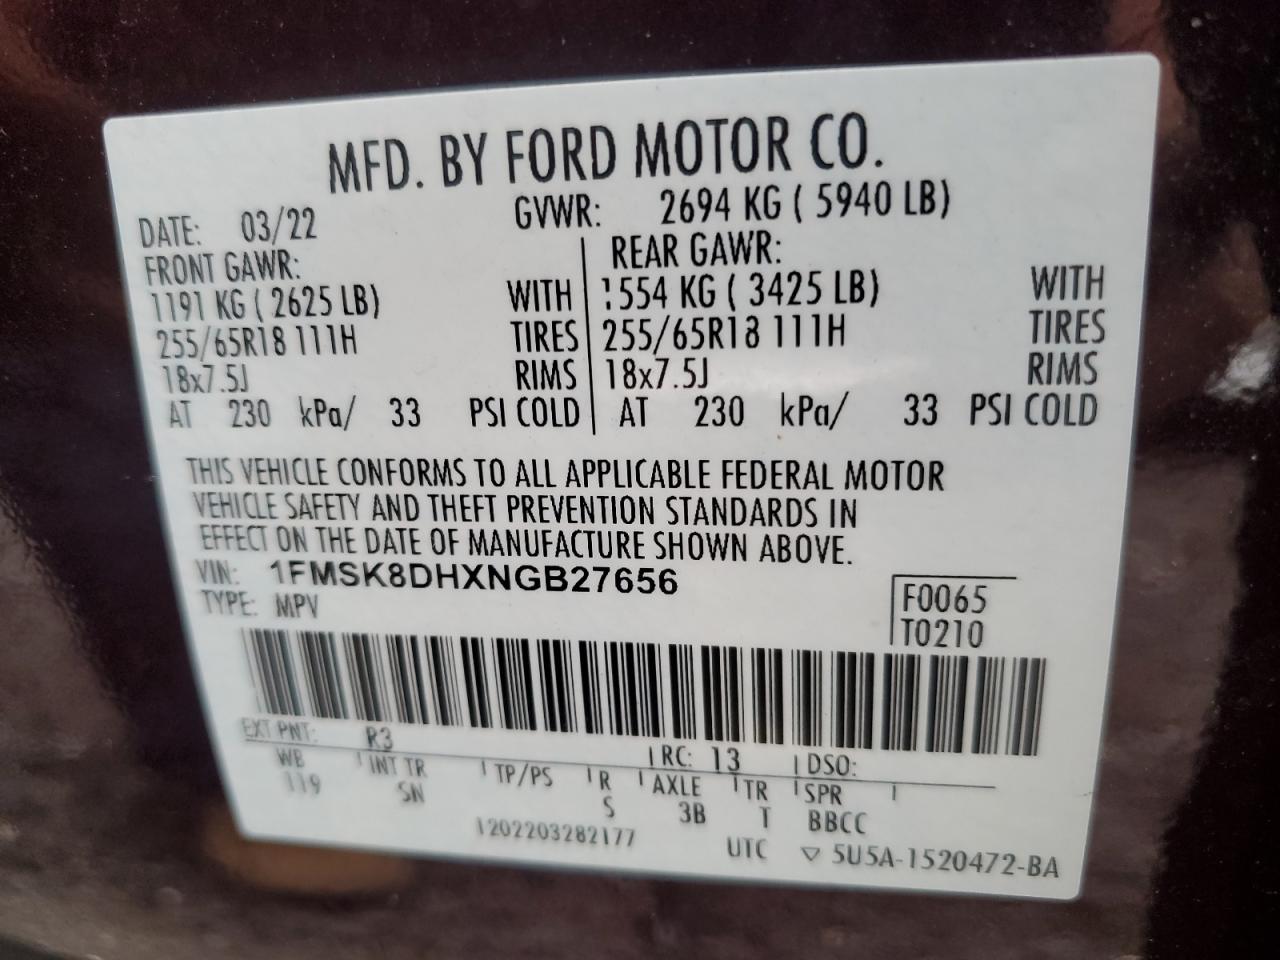 MFD. BY FORD MOTOR CO.
DATE: 03/22 GVWR: 2694 KG ( 5940 LB)
FRONT GAWR: REAR GAWR:
1191 KG ( 2625 LB) WITH 1554 KG ( 3425 LB) WITH
255/65R18 111H TIRES 255/65R18 111H TIRES
18x7.5J RIMS 18x7.5J RIMS
AT 230 kPa/ 33 PSI COLD AT 230 kPa/ 33 PSI COLD
THIS VEHICLE CONFORMS TO ALL APPLICABLE FEDERAL MOTOR
VEHICLE SAFETY AND THEFT PREVENTION STANDARDS IN
EFFECT ON THE DATE OF MANUFACTURE SHOWN ABOVE.
VIN: 1FMSK8DHXNGB27656
TYPE: MPV
F0065
T0210
EXT PNT: R3 RC: 13 DSO:
WB INT TR TP/PS R AXLE TR SPR
119 SN S 3B T BBCC
1202203282177 UTC ▽ 5U5A-1520472-BA